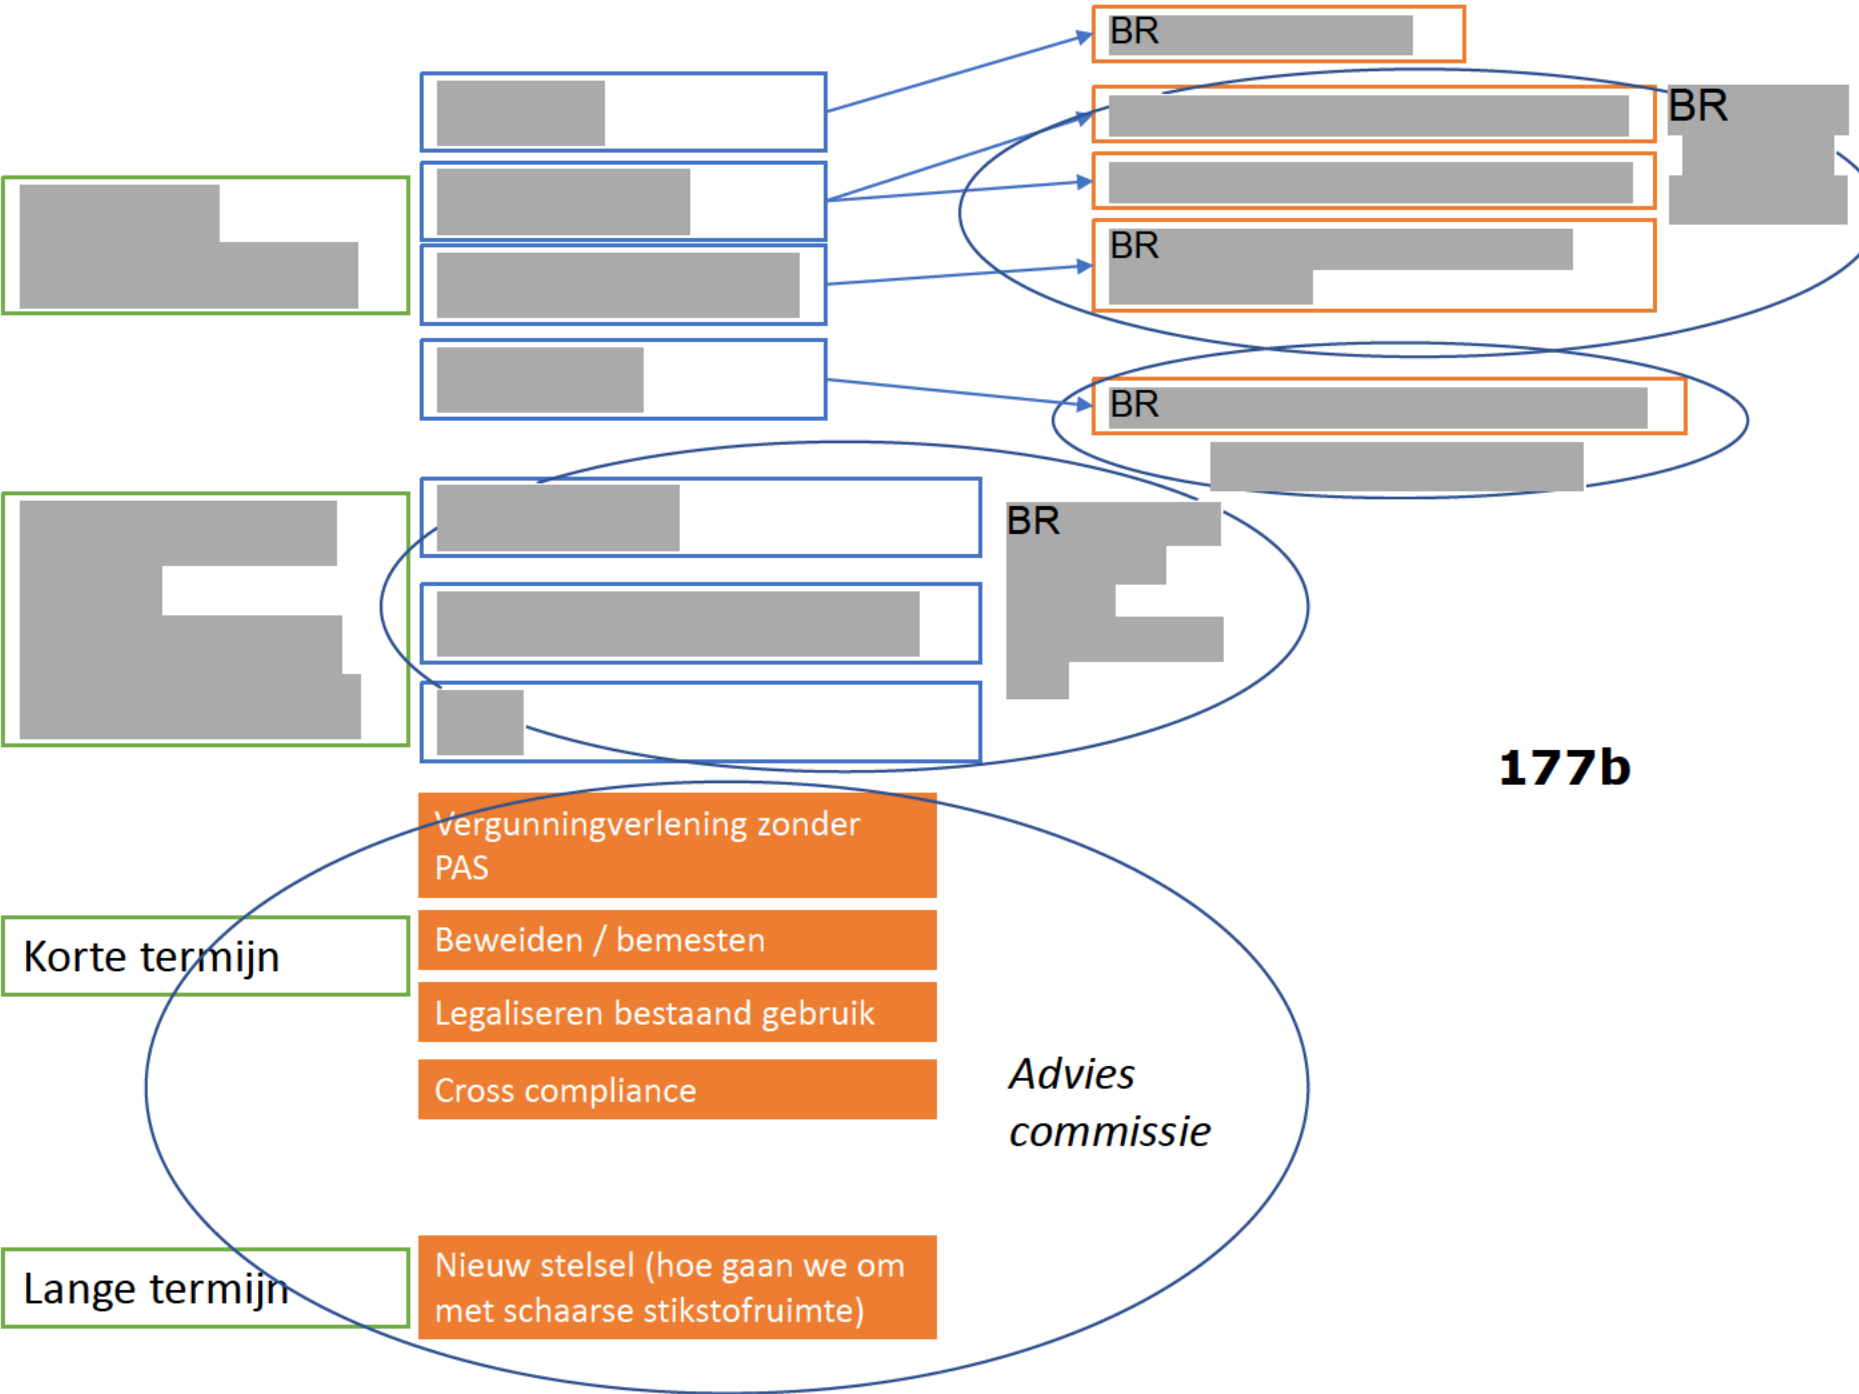 BR
BR
BR
BR
BR
177b
Vergunningverlening zonder
PAS
Korte termijn
Beweiden / bemesten
Legaliseren bestaand gebruik
Cross compliance
Advies
commissie
Lange termijn
Nieuw stelsel (hoe gaan we om
met schaarse stikstofruimte)